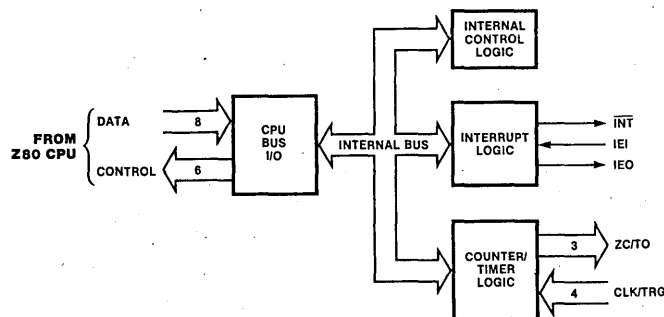 INTERNAL
CONTROL
LOGIC
FROM
Z80 CPU
DATA
8
CONTROL
6
CPU
BUS
I/O
INTERNAL BUS
INTERRUPT
LOGIC
INT
IEI
IEO
COUNTER/
TIMER
LOGIC
3
ZC/TO
4
CLK/TRG